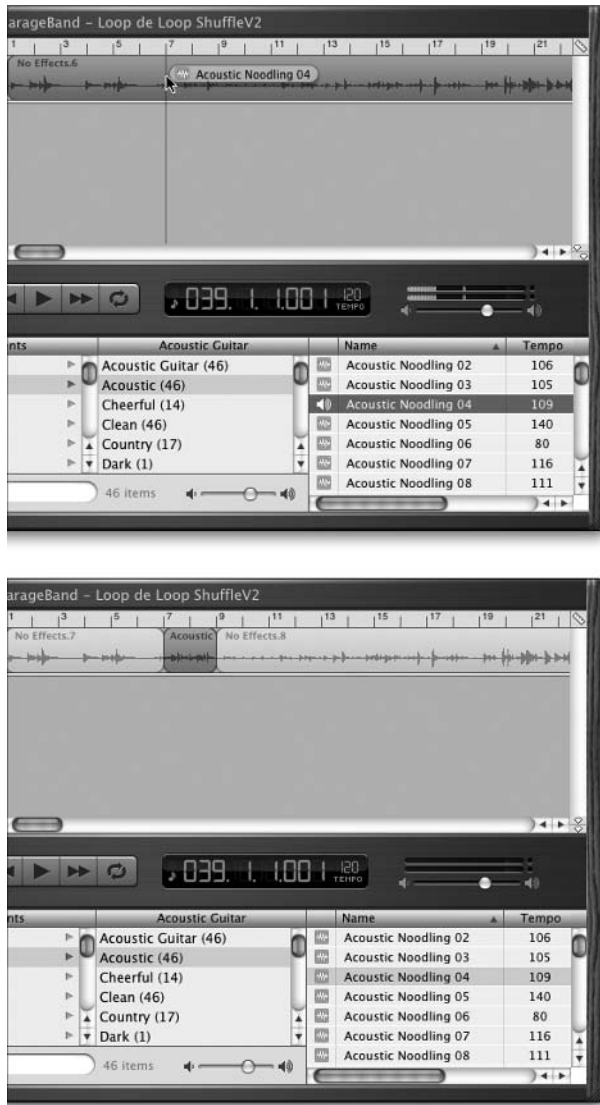 arageBand – Loop de Loop ShuffleV2
1 3 5 7 9 11 13 15 17 19 21
No Effects.6
Acoustic Noodling 04
039. 1. 1.001 120
TEMPO
nts Acoustic Guitar Name Tempo
Acoustic Guitar (46) Acoustic Noodling 02 106
Acoustic (46) Acoustic Noodling 03 105
Cheerful (14) Acoustic Noodling 04 109
Clean (46) Acoustic Noodling 05 140
Country (17) Acoustic Noodling 06 80
Dark (1) Acoustic Noodling 07 116
46 items Acoustic Noodling 08 111
arageBand – Loop de Loop ShuffleV2
1 3 5 7 9 11 13 15 17 19 21
No Effects.7 Acoustic No Effects.8
039. 1. 1.001 120
TEMPO
nts Acoustic Guitar Name Tempo
Acoustic Guitar (46) Acoustic Noodling 02 106
Acoustic (46) Acoustic Noodling 03 105
Cheerful (14) Acoustic Noodling 04 109
Clean (46) Acoustic Noodling 05 140
Country (17) Acoustic Noodling 06 80
Dark (1) Acoustic Noodling 07 116
46 items Acoustic Noodling 08 111